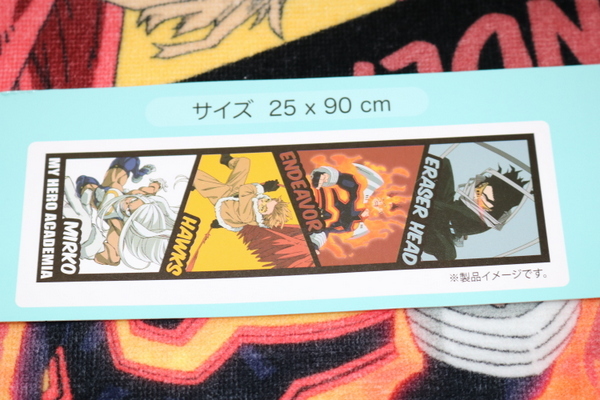 サイズ 25 x 90 cm
MY HERO ACADEMIA
MIRKO
HAWKS
ENDEAVOR
ERASER HEAD
※製品イメージです。